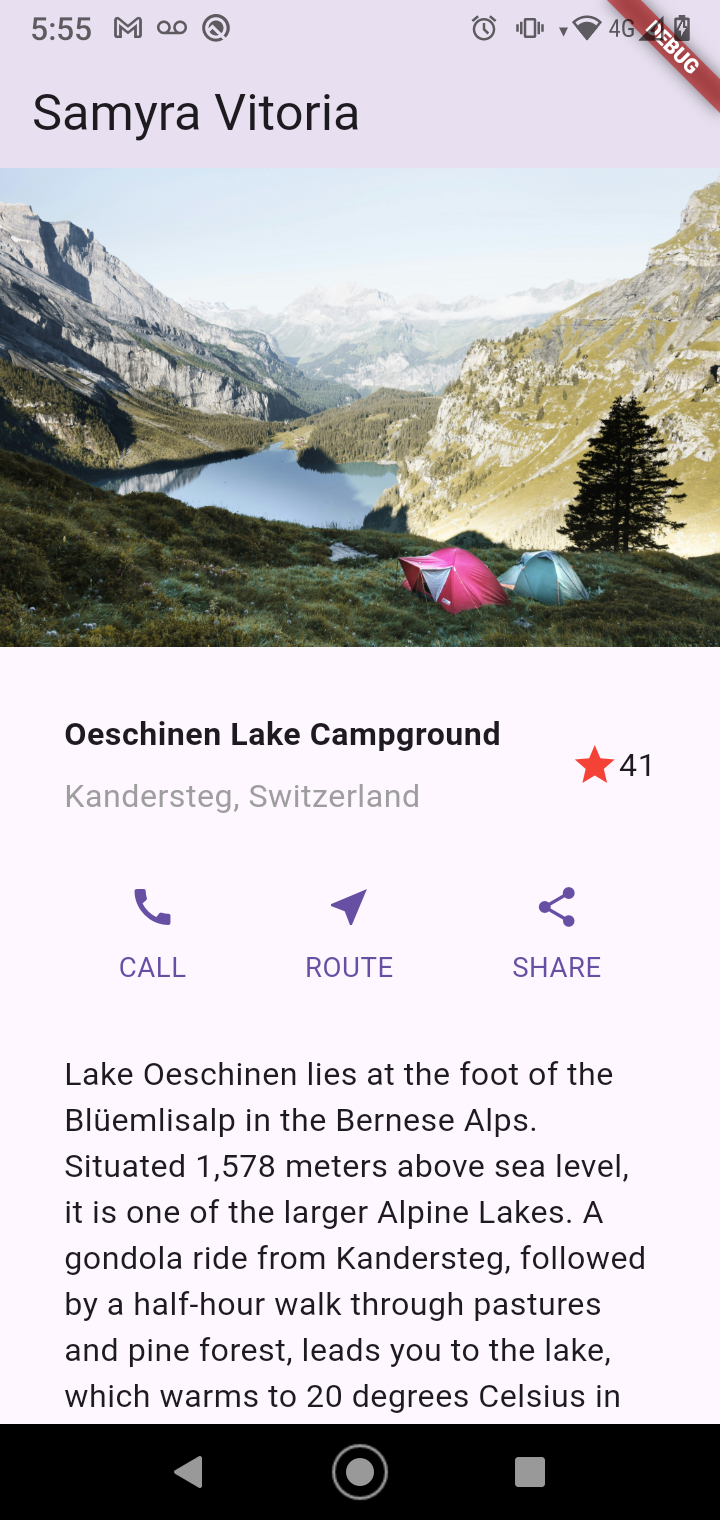 5:55
4G
DEBUG
Samyra Vitoria
Oeschinen Lake Campground
41
Kandersteg, Switzerland
CALL
ROUTE
SHARE
Lake Oeschinen lies at the foot of the
Blüemlisalp in the Bernese Alps.
Situated 1,578 meters above sea level,
it is one of the larger Alpine Lakes. A
gondola ride from Kandersteg, followed
by a half-hour walk through pastures
and pine forest, leads you to the lake,
which warms to 20 degrees Celsius in